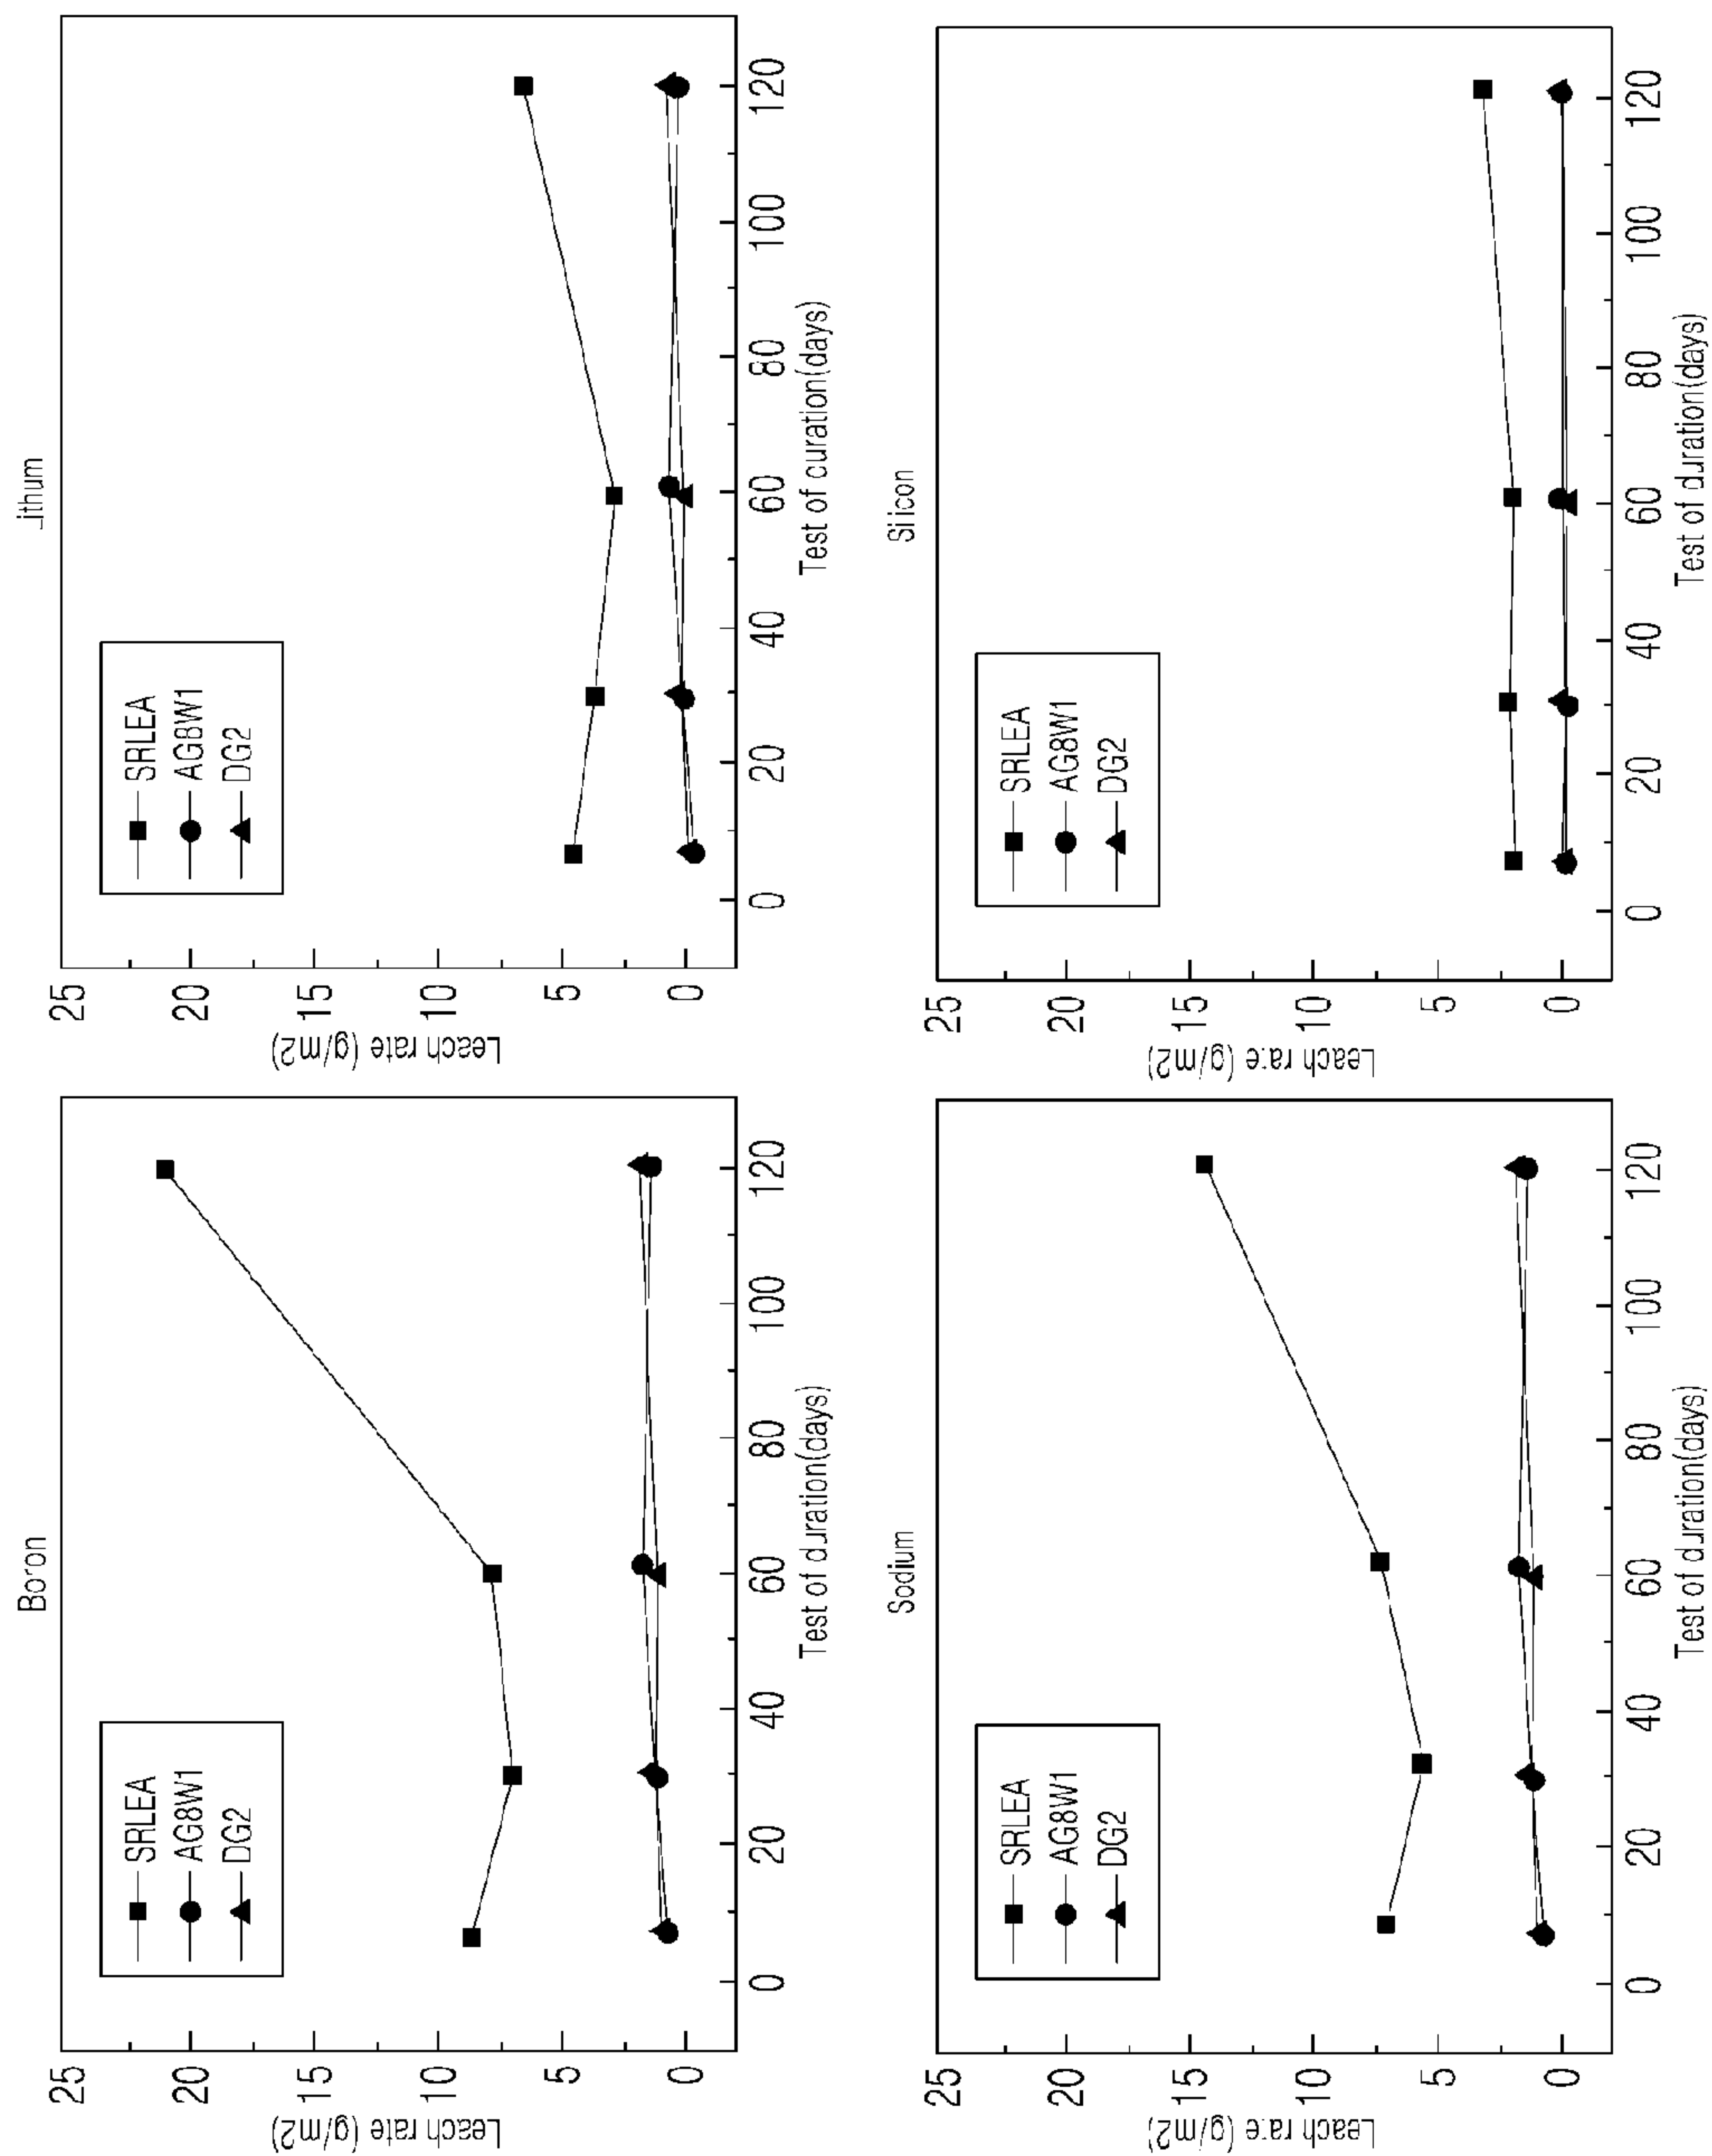 Boron
25
20
15
10
5
0
Leach rate (g/m2)
SRLEA
AG8W1
DG2
0 20 40 60 80 100 120
Test of duration(days)
Lithum
25
20
15
10
5
0
Leach rate (g/m2)
SRLEA
AG8W1
DG2
0 20 40 60 80 100 120
Test of curation(days)
Sodium
25
20
15
10
5
0
Leach rate (g/m2)
SRLEA
AG8W1
DG2
0 20 40 60 80 100 120
Test of duration(days)
Silicon
25
20
15
10
5
0
Leach rate (g/m2)
SRLEA
AG8W1
DG2
0 20 40 60 80 100 120
Test of duration(days)